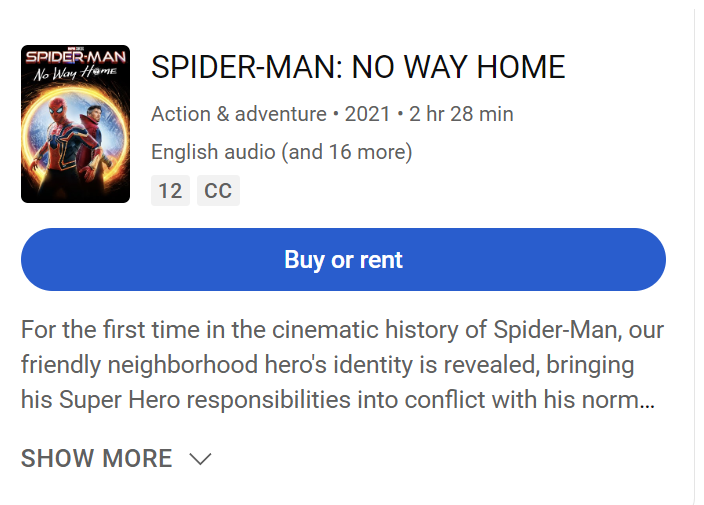 SPIDER-MAN
No Way Home
SPIDER-MAN: NO WAY HOME
Action & adventure • 2021 • 2 hr 28 min
English audio (and 16 more)
12 CC
Buy or rent
For the first time in the cinematic history of Spider-Man, our
friendly neighborhood hero's identity is revealed, bringing
his Super Hero responsibilities into conflict with his norm...
SHOW MORE